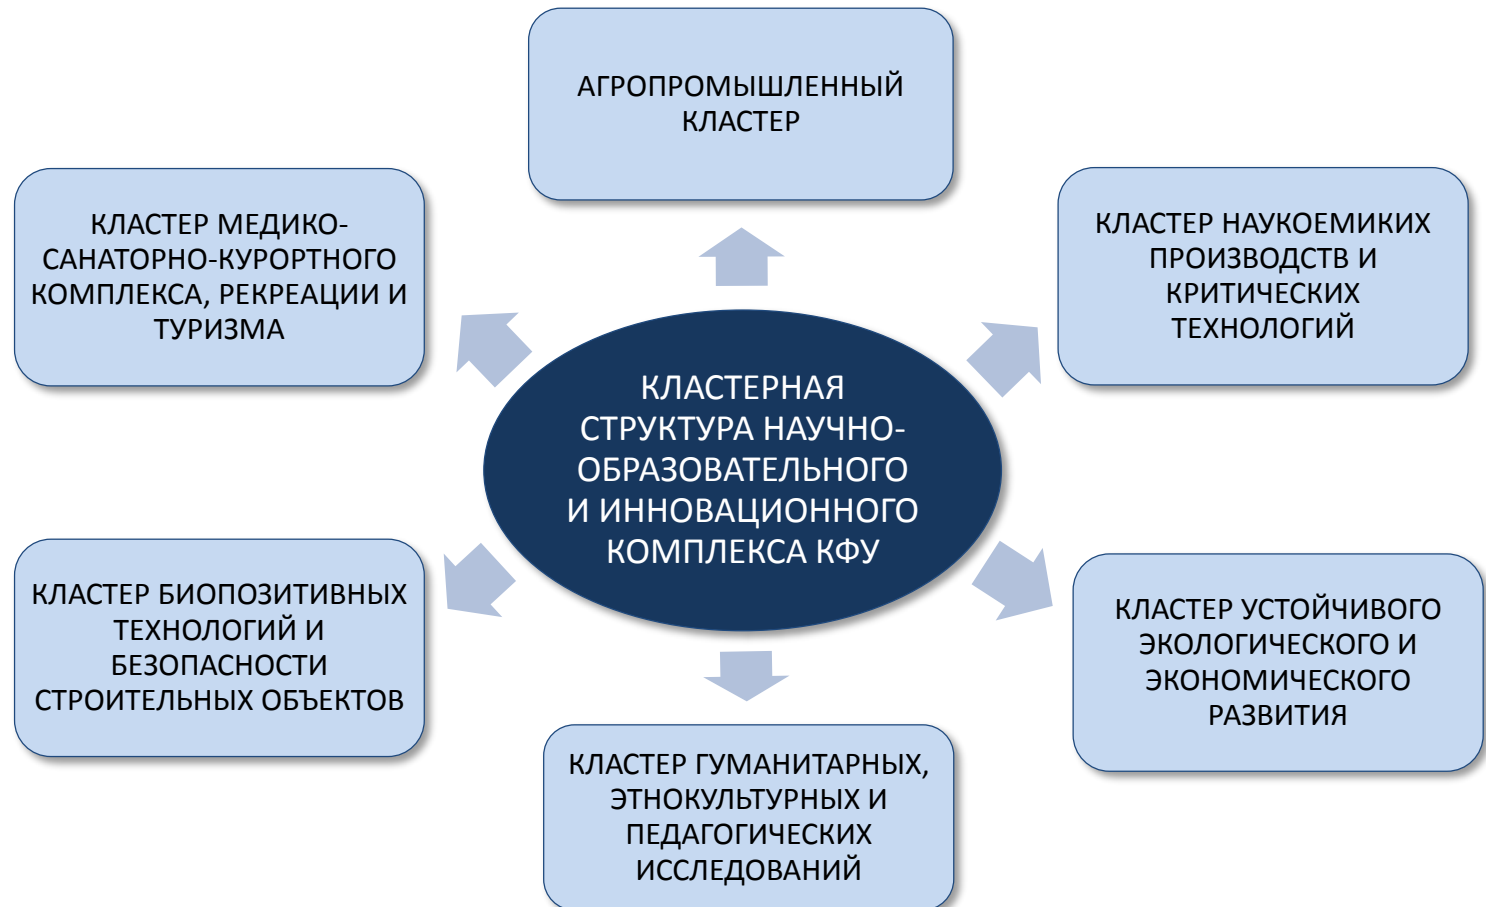 АГРОПРОМЫШЛЕННЫЙ
КЛАСТЕР
КЛАСТЕР МЕДИКО-
САНАТОРНО-КУРОРТНОГО
КОМПЛЕКСА, РЕКРЕАЦИИ И
ТУРИЗМА
КЛАСТЕР НАУКОЕМИКИХ
ПРОИЗВОДСТВ И
КРИТИЧЕСКИХ
ТЕХНОЛОГИЙ
КЛАСТЕРНАЯ
СТРУКТУРА НАУЧНО-
ОБРАЗОВАТЕЛЬНОГО
И ИННОВАЦИОННОГО
КОМПЛЕКСА КФУ
КЛАСТЕР БИОПОЗИТИВНЫХ
ТЕХНОЛОГИЙ И
БЕЗОПАСНОСТИ
СТРОИТЕЛЬНЫХ ОБЪЕКТОВ
КЛАСТЕР УСТОЙЧИВОГО
ЭКОЛОГИЧЕСКОГО И
ЭКОНОМИЧЕСКОГО
РАЗВИТИЯ
КЛАСТЕР ГУМАНИТАРНЫХ,
ЭТНОКУЛЬТУРНЫХ И
ПЕДАГОГИЧЕСКИХ
ИССЛЕДОВАНИЙ